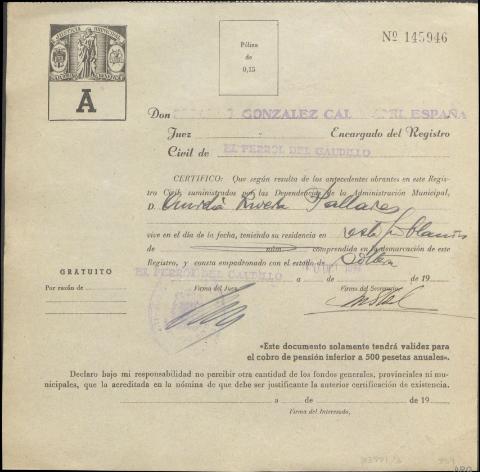 Nº 145946
Póliza
de
0,15
A
Don GONZALEZ ESPAÑA
Juez Encargado del Registro
Civil de EL FERROL DEL CAUDILLO
CERTIFICO: Que según resulta de los antecedentes obrantes en este Regis-
tro Civil, suministrados por las Dependencias de la Administración Municipal,
D. Rivera Pallares
vive en el día de la fecha, teniendo su residencia en esta
de núm. comprendida en la demarcación de este
Registro, y consta empadronado con el estado de soltera
EL FERROL DEL CAUDILLO a de de 19
GRATUITO
Por razón de
Firma del Juez
Firma del Secretario
«Este documento solamente tendrá validez para
el cobro de pensión inferior a 500 pesetas anuales».
Declaro bajo mi responsabilidad no percibir otra cantidad de los fondos generales, provinciales ni mu-
nicipales, que la acreditada en la nómina de que debe ser justificante la anterior certificación de existencia.
a de de 19
Firma del Interesado,